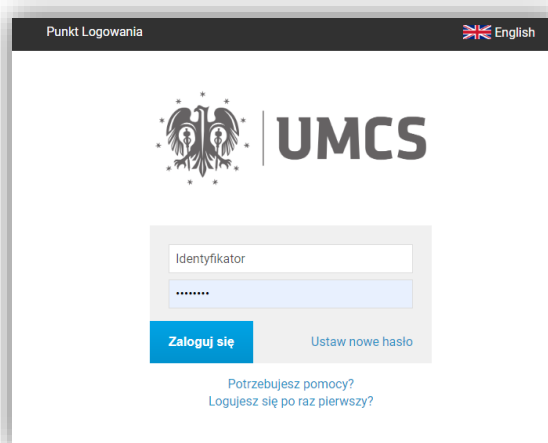 Punkt Logowania English
UMCS
Identyfikator
••••••••
Zaloguj się Ustaw nowe hasło
Potrzebujesz pomocy?
Logujesz się po raz pierwszy?